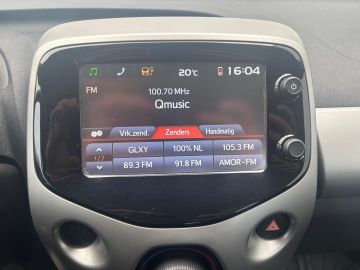 20°C 16:04
FM 100.70 MHz
Qmusic
Vrk.zend. Zenders Handmatig
GLXY 100% NL 105.3 FM
1/7
89.3 FM 91.8 FM AMOR-FM